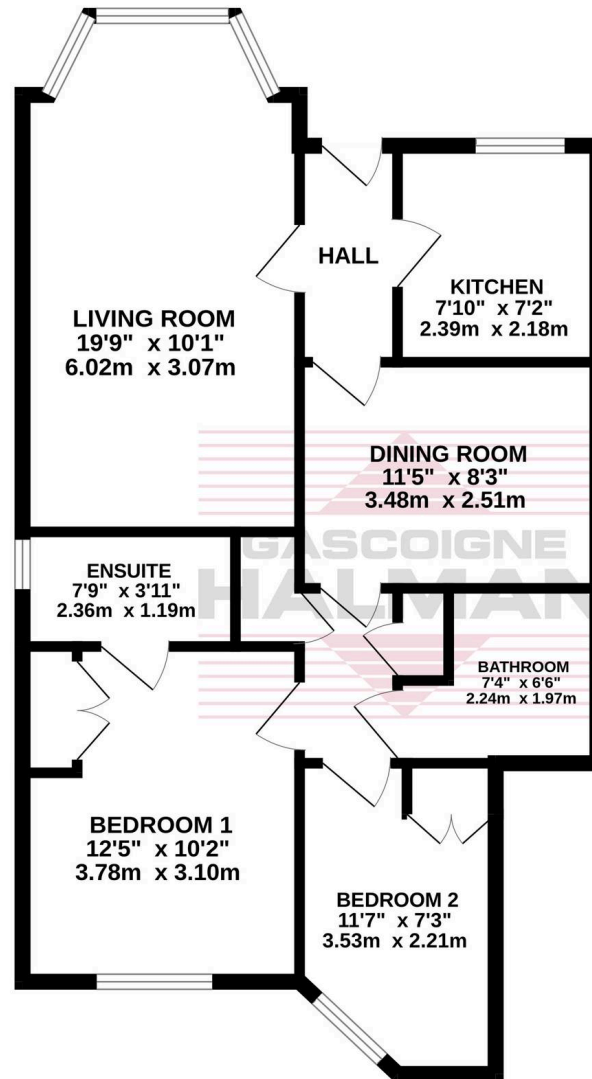 HALL
KITCHEN
7'10" x 7'2"
2.39m x 2.18m
LIVING ROOM
19'9" x 10'1"
6.02m x 3.07m
DINING ROOM
11'5" x 8'3"
3.48m x 2.51m
GASCOIGNE
HALMAN
ENSUITE
7'9" x 3'11"
2.36m x 1.19m
BATHROOM
7'4" x 6'6"
2.24m x 1.97m
BEDROOM 1
12'5" x 10'2"
3.78m x 3.10m
BEDROOM 2
11'7" x 7'3"
3.53m x 2.21m